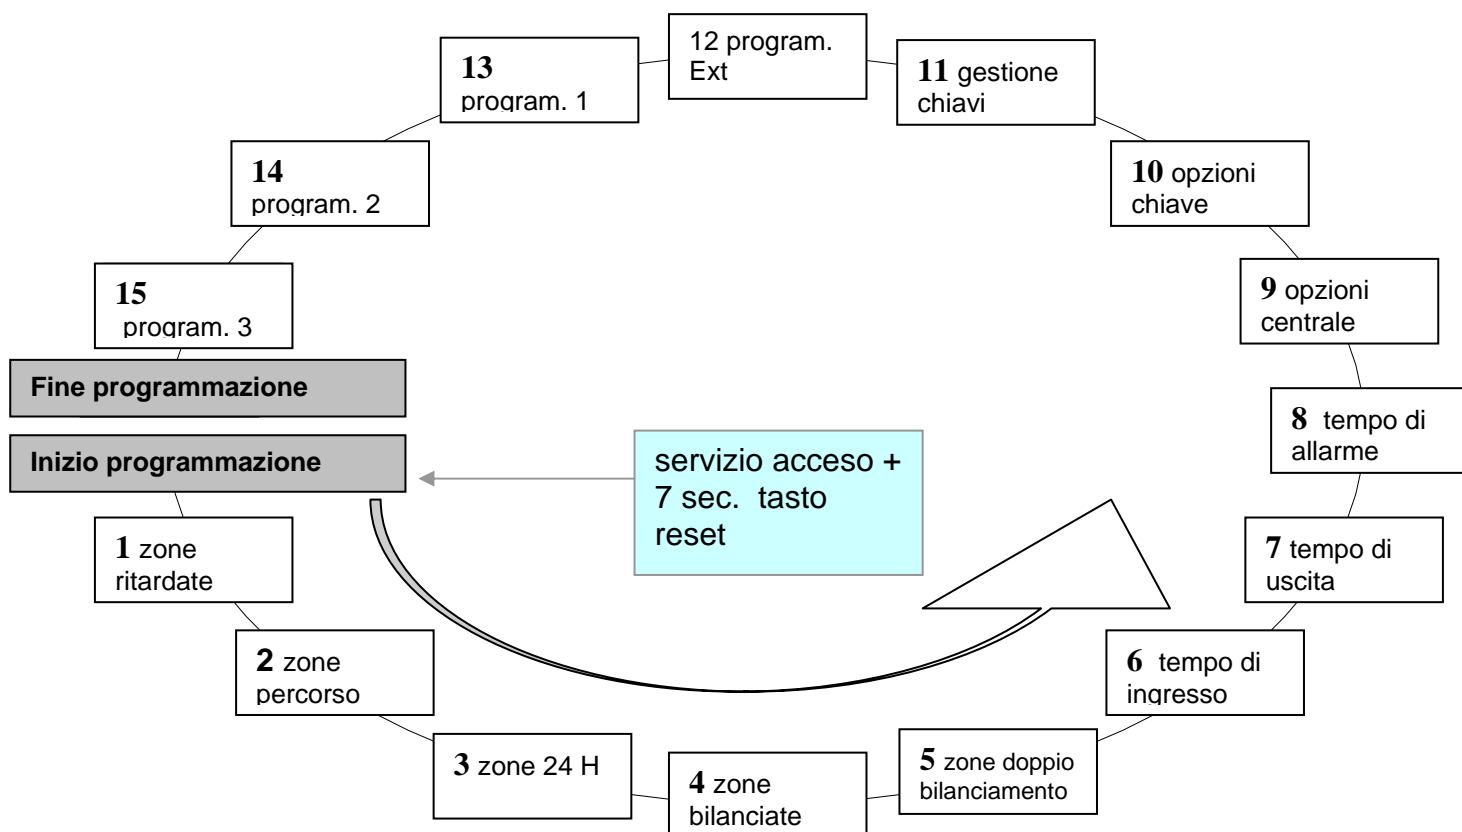 12 program.
Ext
13
program. 1
11 gestione
chiavi
14
program. 2
10 opzioni
chiave
15
program. 3
9 opzioni
centrale
Fine programmazione
8 tempo di
allarme
Inizio programmazione
servizio acceso +
7 sec. tasto
reset
1 zone
ritardate
7 tempo di
uscita
2 zone
percorso
6 tempo di
ingresso
3 zone 24 H
4 zone
bilanciate
5 zone doppio
bilanciamento